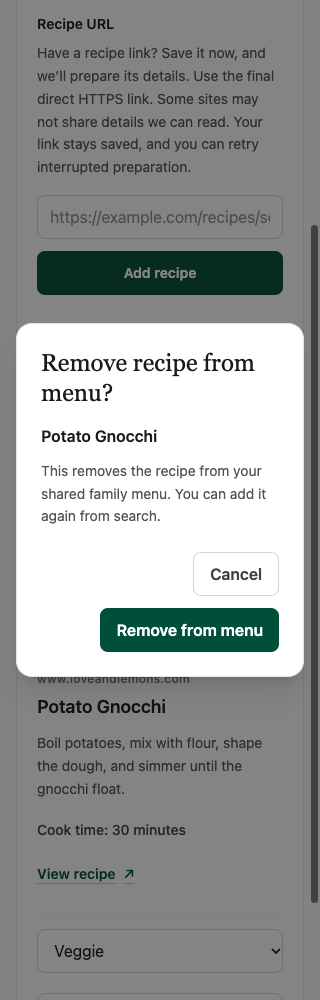 Recipe URL
Have a recipe link? Save it now, and
we’ll prepare its details. Use the final
direct HTTPS link. Some sites may
not share details we can read. Your
link stays saved, and you can retry
interrupted preparation.
https://example.com/recipes/s
Add recipe
Remove recipe from
menu?
Potato Gnocchi
This removes the recipe from your
shared family menu. You can add it
again from search.
Cancel
Remove from menu
www.loveandlemons.com
Potato Gnocchi
Boil potatoes, mix with flour, shape
the dough, and simmer until the
gnocchi float.
Cook time: 30 minutes
View recipe ↗
Veggie